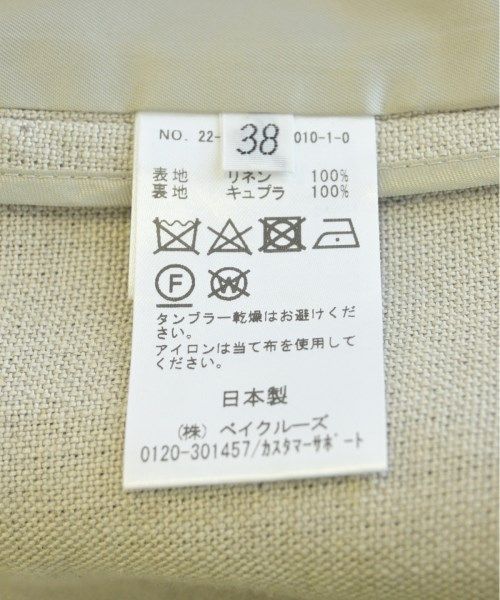 NO. 22- 38 010-1-0
表地 リネン 100%
裏地 キュプラ 100%
F W
タンブラー乾燥はお避けくだ
さい。
アイロンは当て布を使用して
ください。
日本製
(株) ベイクルーズ
0120-301457/カスタマーサポート